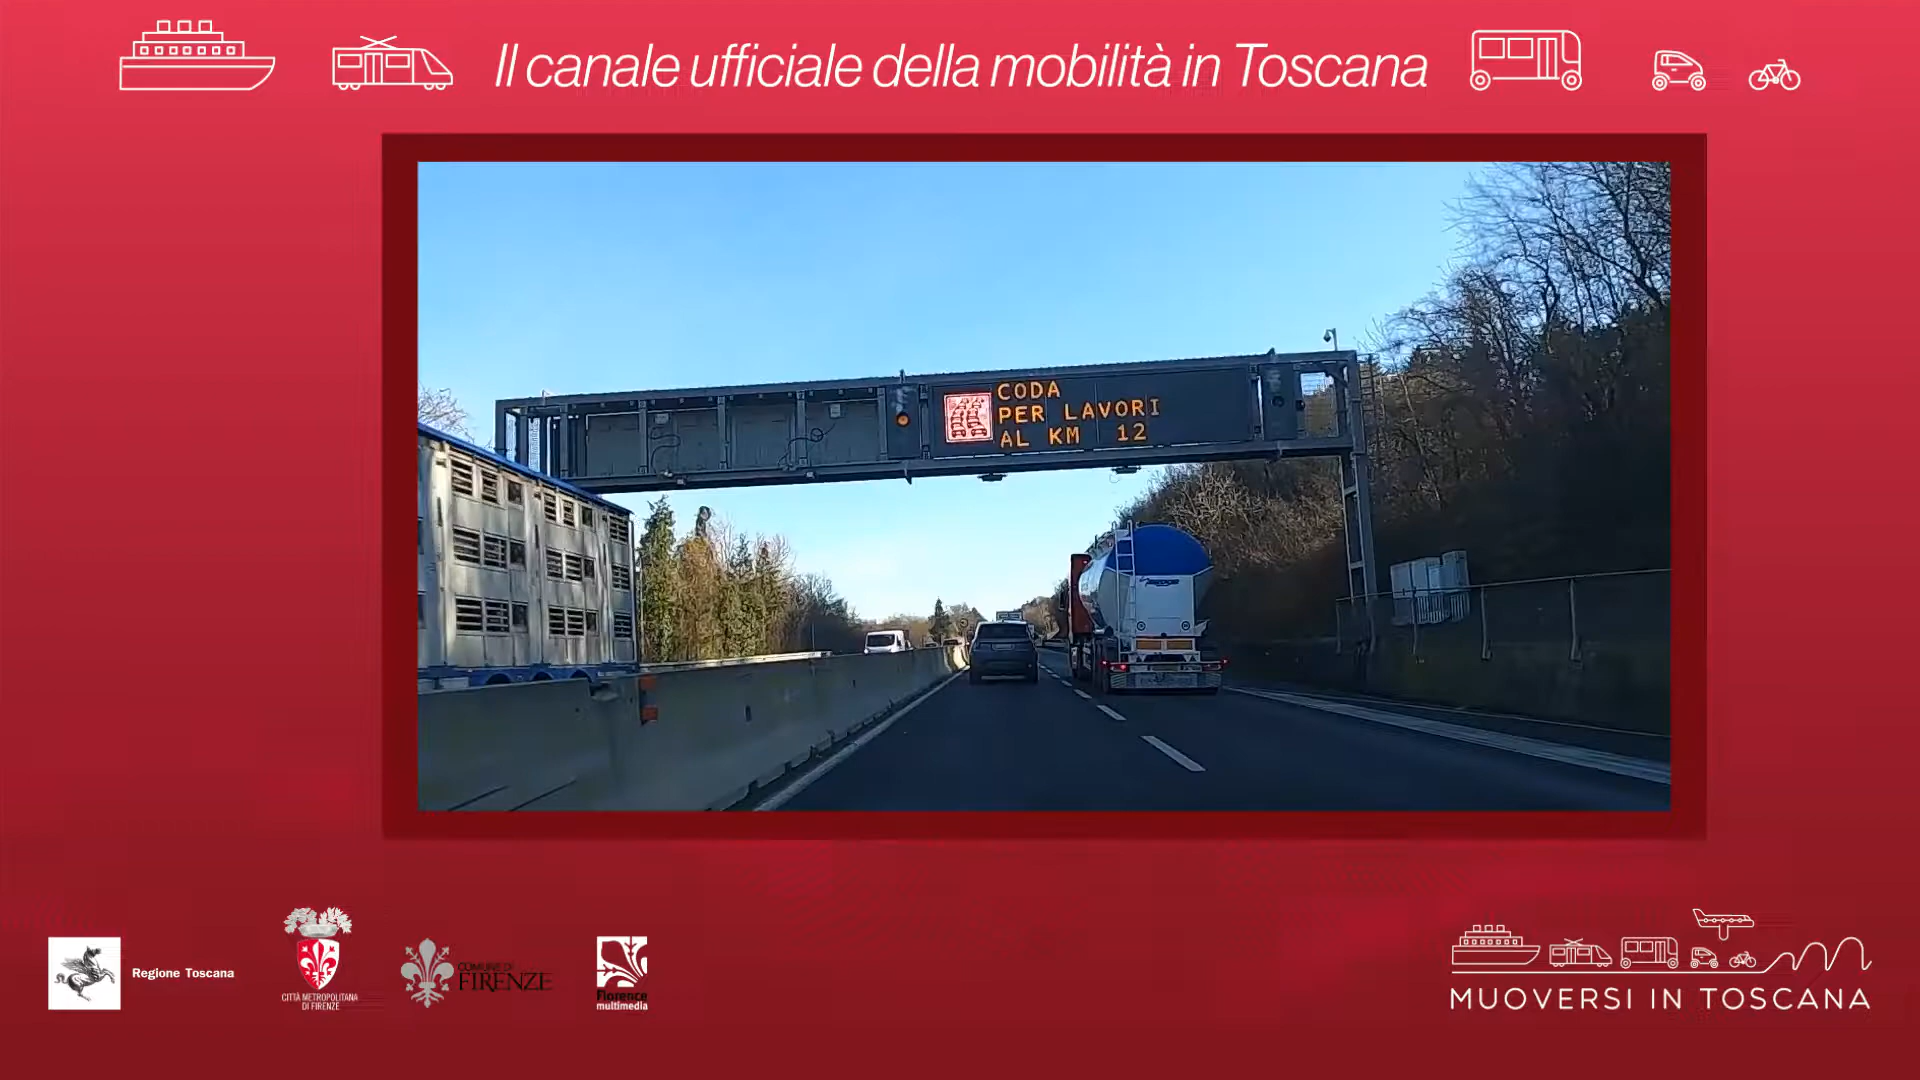 Il canale ufficiale della mobilità in Toscana
CODA
PER LAVORI
AL KM 12
Regione Toscana
CITTÀ METROPOLITANA
DI FIRENZE
COMUNE DI
FIRENZE
Florence
multimedia
MUOVERSI IN TOSCANA